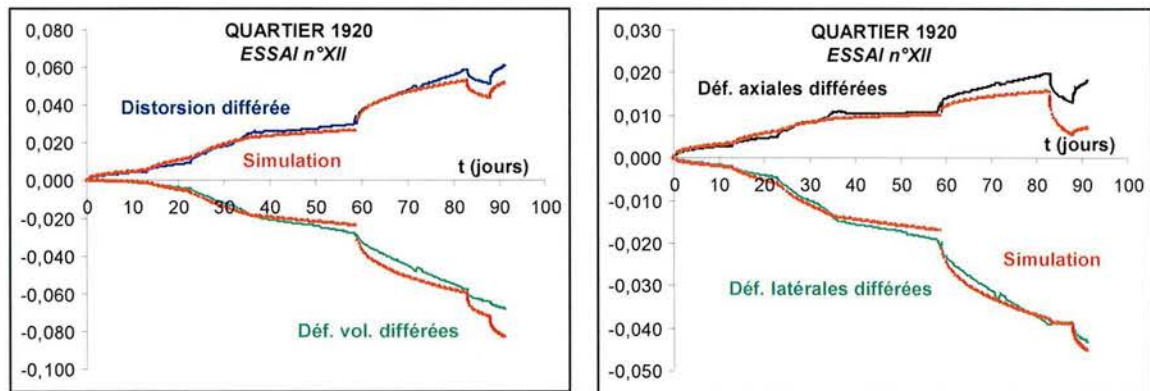 QUARTIER 1920
ESSAI n°XII
0,080
0,060
0,040
0,020
0,000
-0,020
-0,040
-0,060
-0,080
-0,100
Distorsion différée
Simulation
t (jours)
0 10 20 30 40 50 60 70 80 90 100
Déf. vol. différées
QUARTIER 1920
ESSAI n°XII
0,030
0,020
0,010
0,000
-0,010
-0,020
-0,030
-0,040
-0,050
Déf. axiales différées
t (jours)
0 10 20 30 40 50 60 70 80 90 100
Simulation
Déf. latérales différées